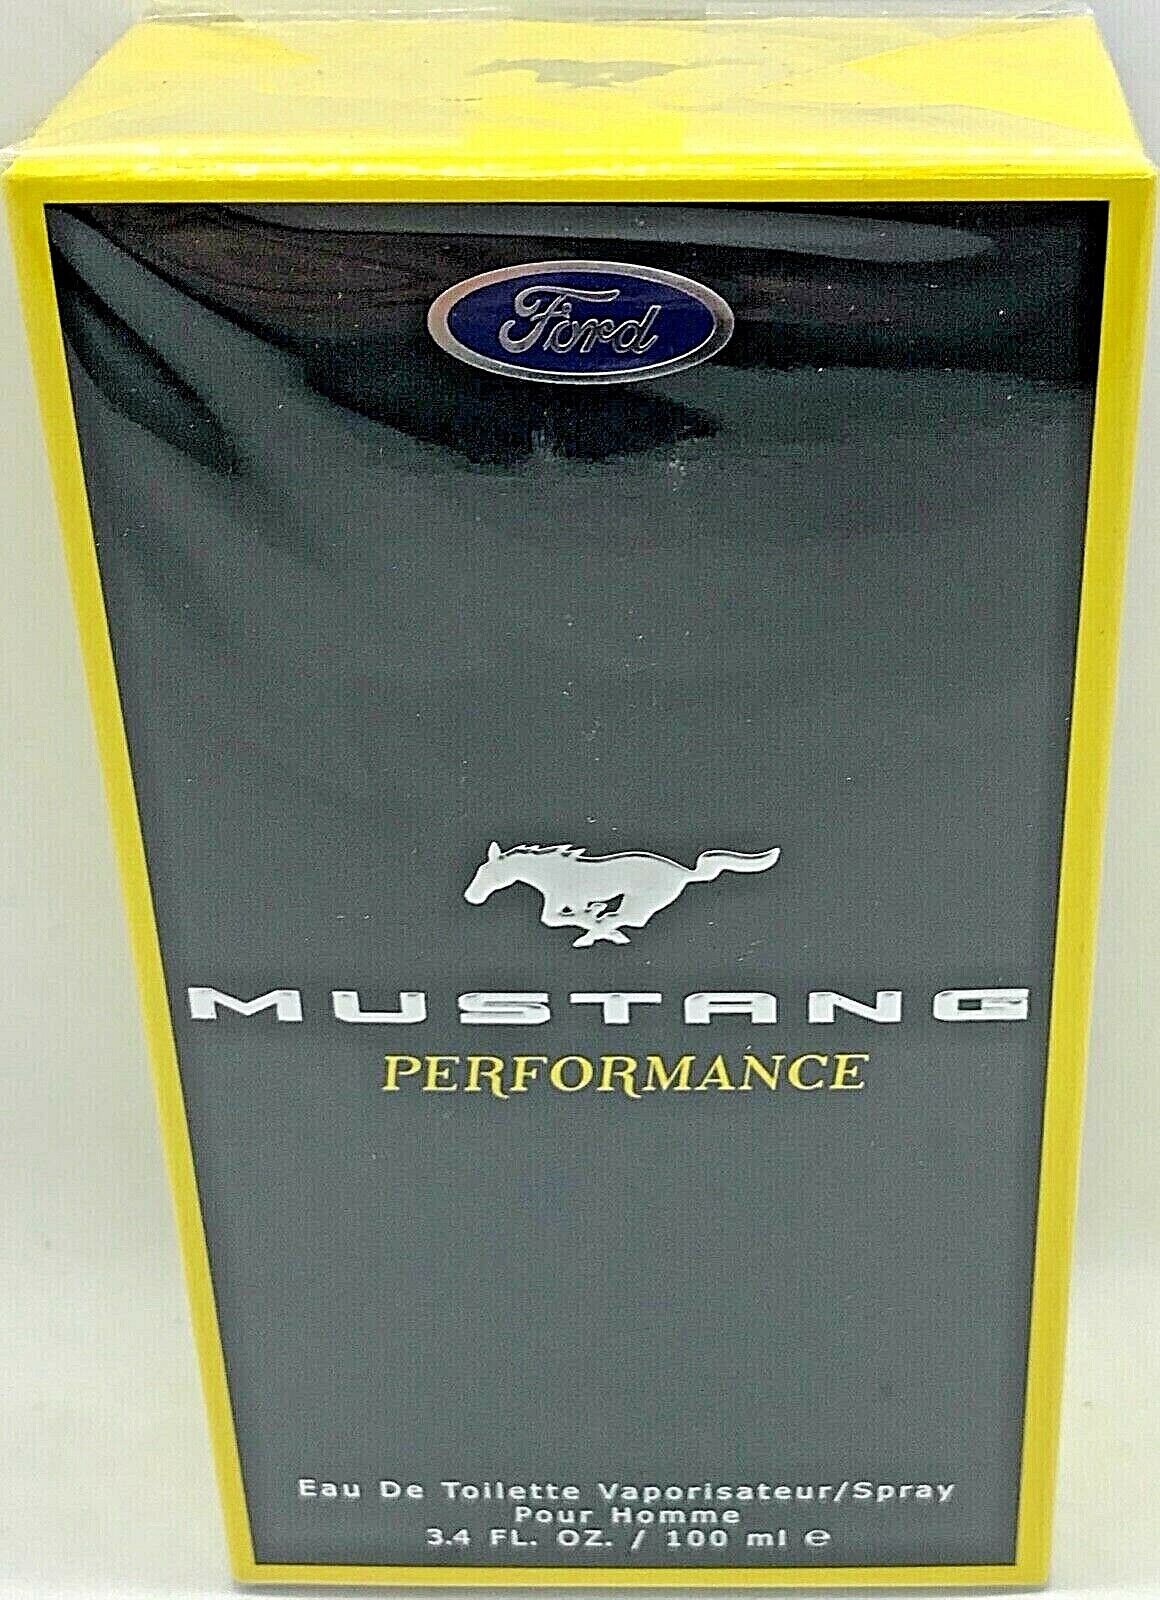 Ford
MUSTANG
PERFORMANCE
Eau De Toilette Vaporisateur/Spray
Pour Homme
3.4 FL. OZ. / 100 ml ℮